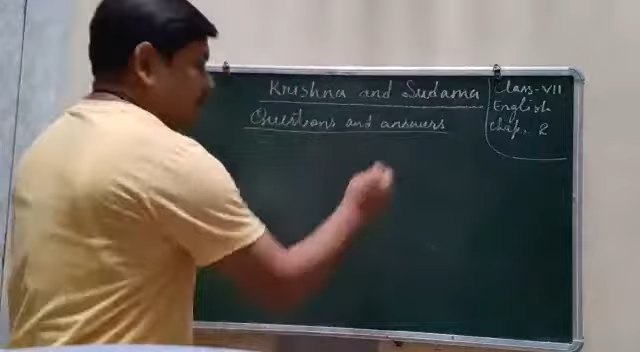 Krishna and Sudama
Questions and answers
Class-VII
English
Chap. 2